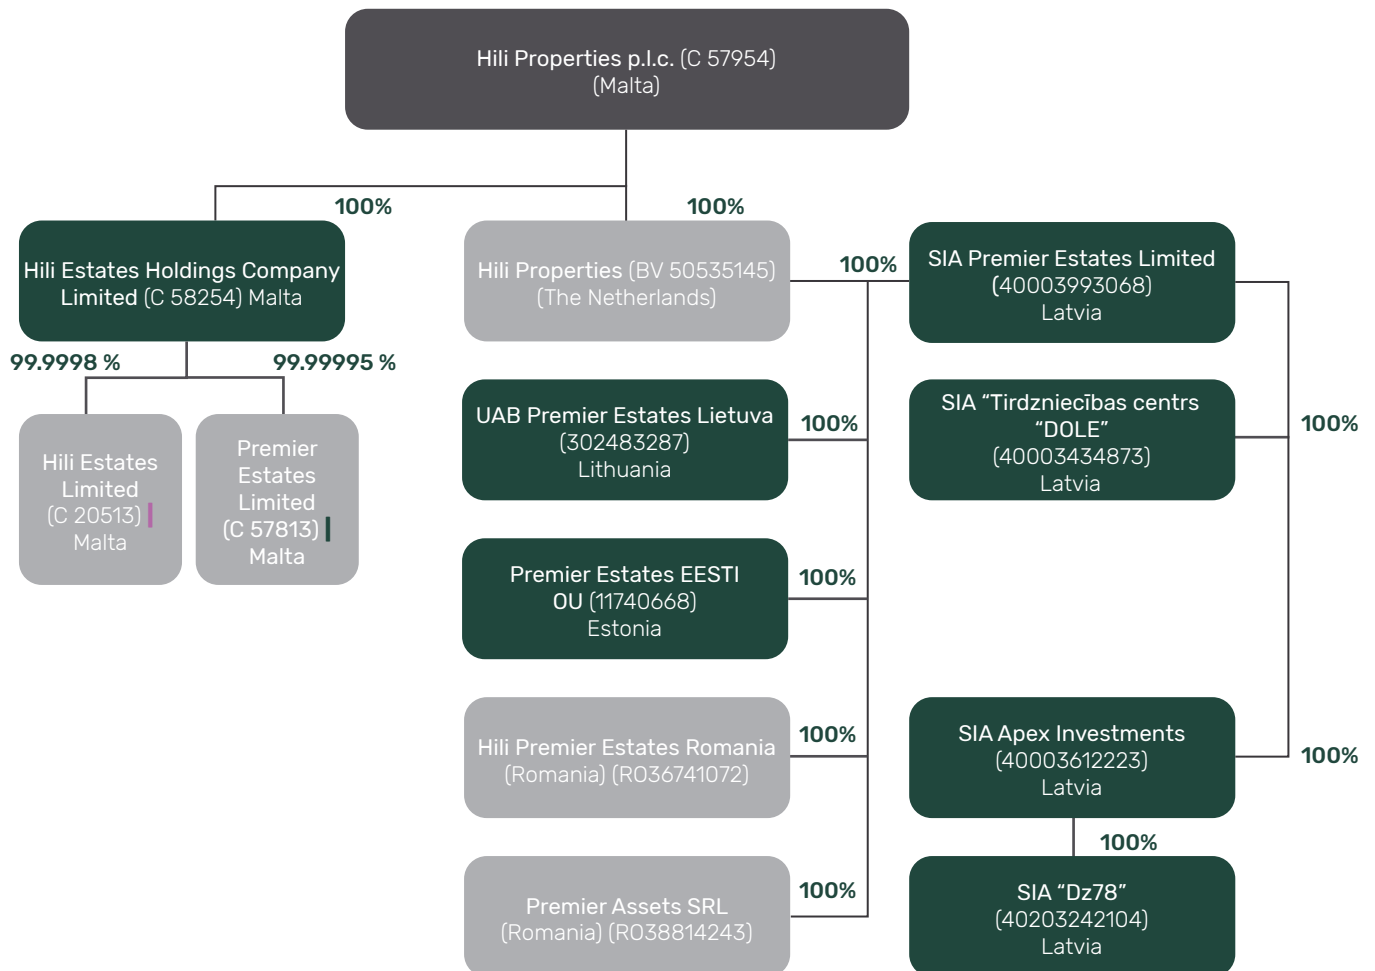 Hili Properties p.l.c. (C 57954)
(Malta)
100%
100%
Hili Estates Holdings Company
Limited (C 58254) Malta
Hili Properties (BV 50535145)
(The Netherlands)
100%
SIA Premier Estates Limited
(40003993068)
Latvia
99.9998 %
99.99995 %
Hili Estates
Limited
(C 20513)
Malta
Premier
Estates
Limited
(C 57813)
Malta
UAB Premier Estates Lietuva
(302483287)
Lithuania
100%
SIA “Tirdzniecības centrs
“DOLE”
(40003434873)
Latvia
100%
Premier Estates EESTI
OU (11740668)
Estonia
100%
Hili Premier Estates Romania
(Romania) (RO36741072)
100%
SIA Apex Investments
(40003612223)
Latvia
100%
100%
Premier Assets SRL
(Romania) (RO38814243)
100%
SIA “Dz78”
(40203242104)
Latvia